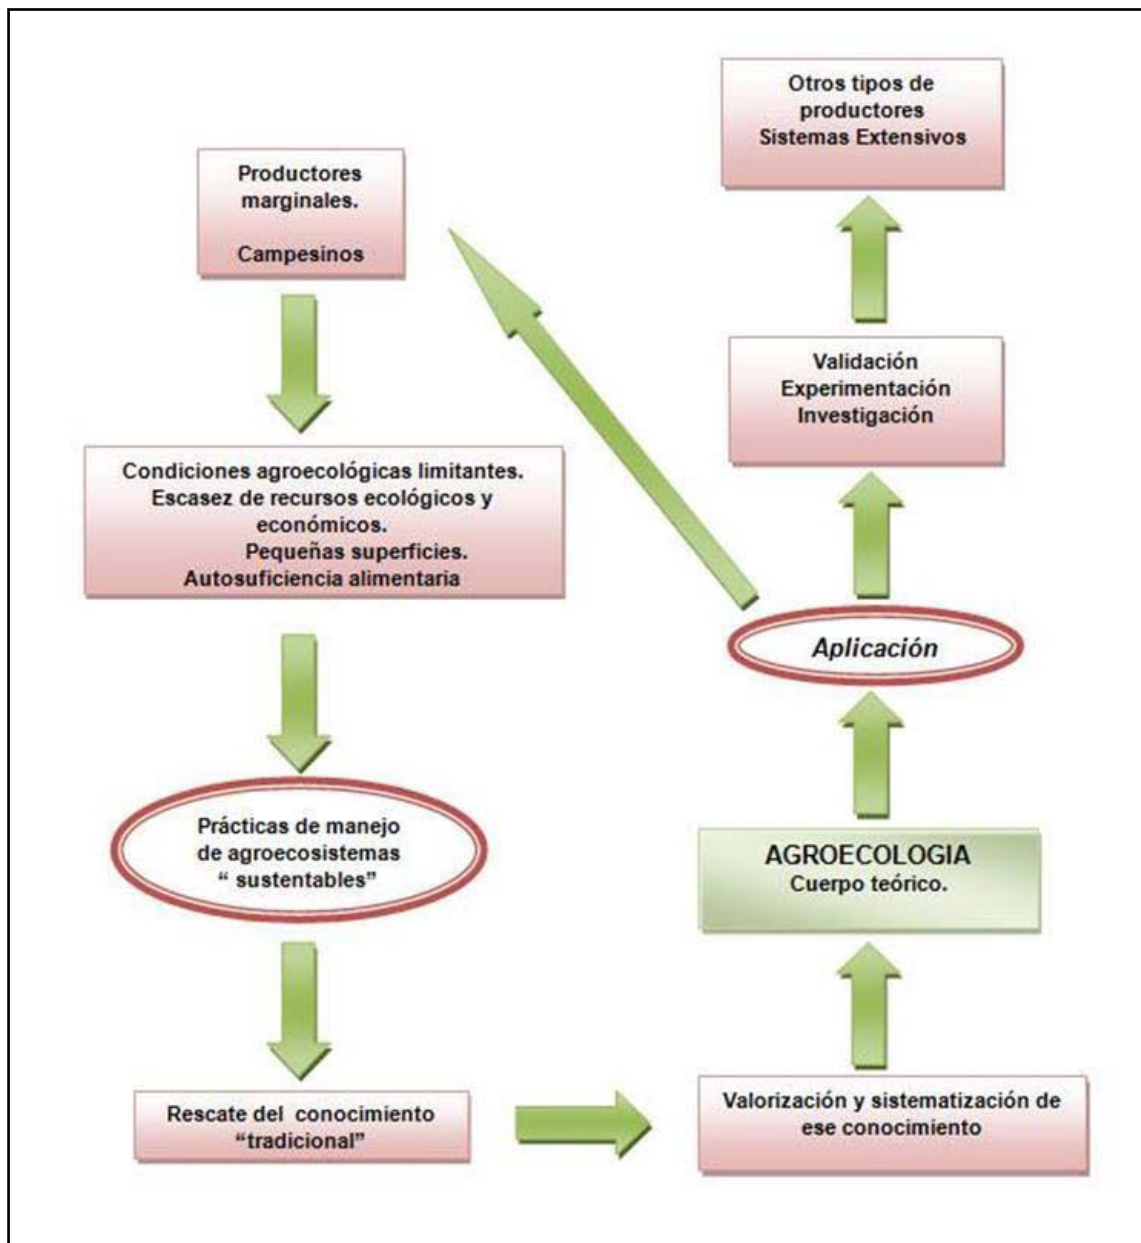 Productores
marginales.
Campesinos
Condiciones agroecológicas limitantes.
Escasez de recursos ecológicos y
económicos.
Pequeñas superficies.
Autosuficiencia alimentaria
Prácticas de manejo
de agroecosistemas
“ sustentables”
Rescate del conocimiento
“tradicional”
Valorización y sistematización de
ese conocimiento
AGROECOLOGIA
Cuerpo teórico.
Aplicación
Validación
Experimentación
Investigación
Otros tipos de
productores
Sistemas Extensivos